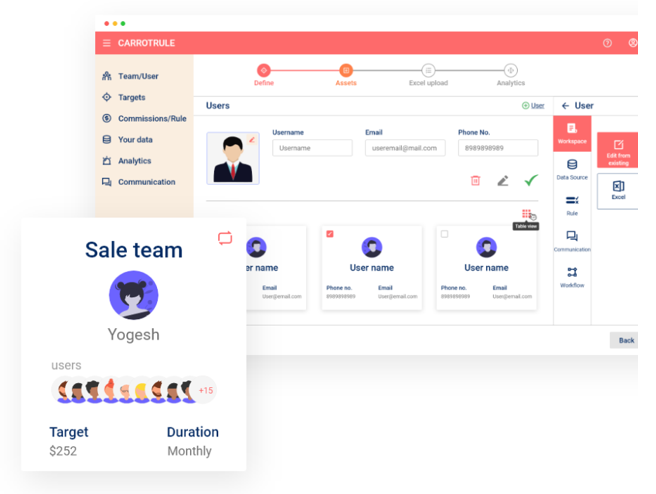 CARROTRULE
Team/User
Targets
Commissions/Rule
Your data
Analytics
Communication
Define
Assets
Excel upload
Analytics
Users
User
← User
Username
Email
Phone No.
Username
useremail@mail.com
8989898989
Table view
er name
User name
User name
Email
User@email.com
Phone no.
Email
8989898989
User@email.com
Phone no.
Email
8989898989
User@email.com
Workspace
Data Source
Rule
Communication
Workflow
Edit from
existing
Excel
Back
Sale team
Yogesh
users
+15
Target
Duration
$252
Monthly